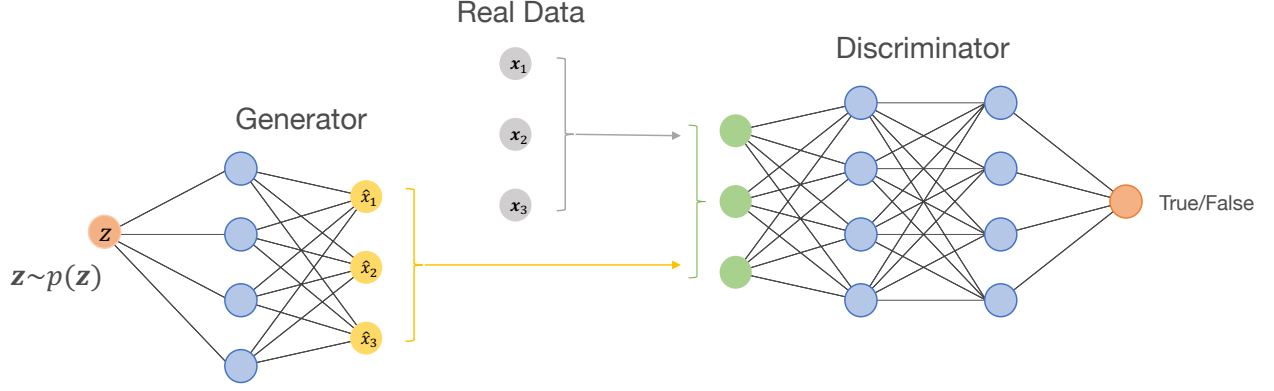 Real Data
Discriminator
Generator
x₁
x₂
x₃
x̂₁
x̂₂
x̂₃
z
z~p(z)
True/False